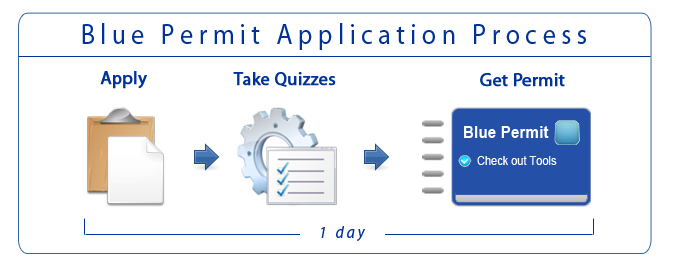 Blue Permit Application Process
Apply
Take Quizzes
Get Permit
Blue Permit
Check out Tools
1 day